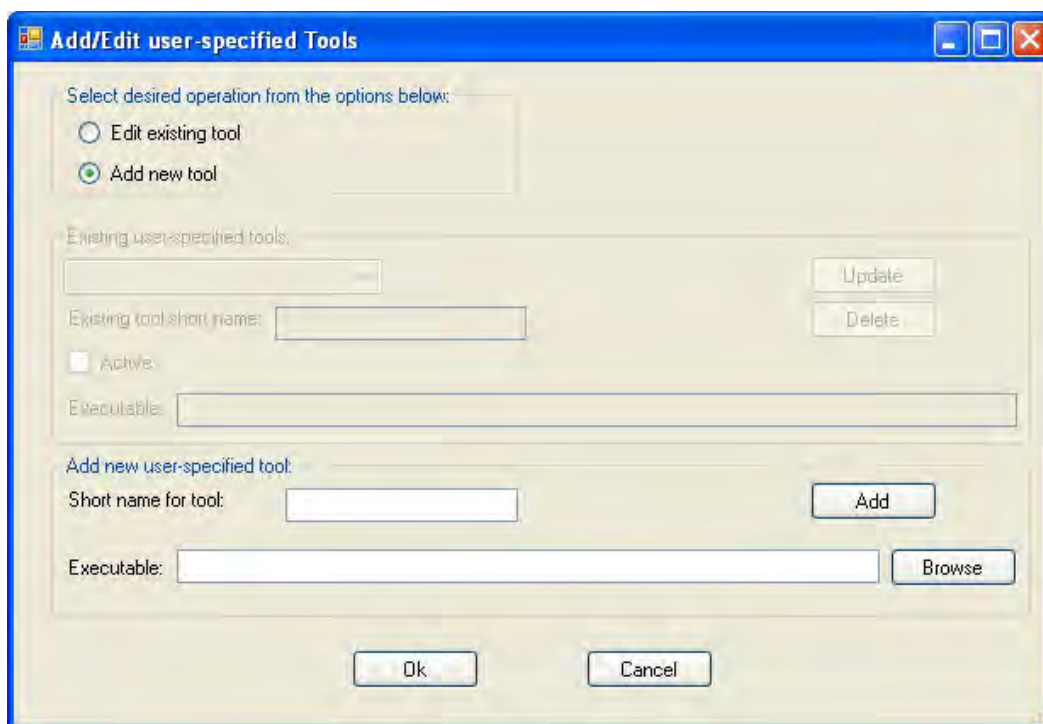 Add/Edit user-specified Tools
Select desired operation from the options below:
Edit existing tool
Add new tool
Existing user-specified tools:
Update
Existing tool short name:
Delete
Active
Executable:
Add new user-specified tool:
Short name for tool:
Add
Executable:
Browse
Ok
Cancel